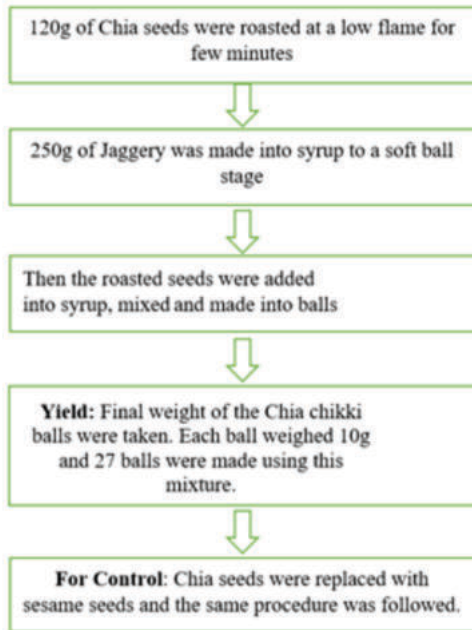 120g of Chia seeds were roasted at a low flame for
few minutes
250g of Jaggery was made into syrup to a soft ball
stage
Then the roasted seeds were added
into syrup, mixed and made into balls
Yield: Final weight of the Chia chikki
balls were taken. Each ball weighed 10g
and 27 balls were made using this
mixture.
For Control: Chia seeds were replaced with
sesame seeds and the same procedure was followed.